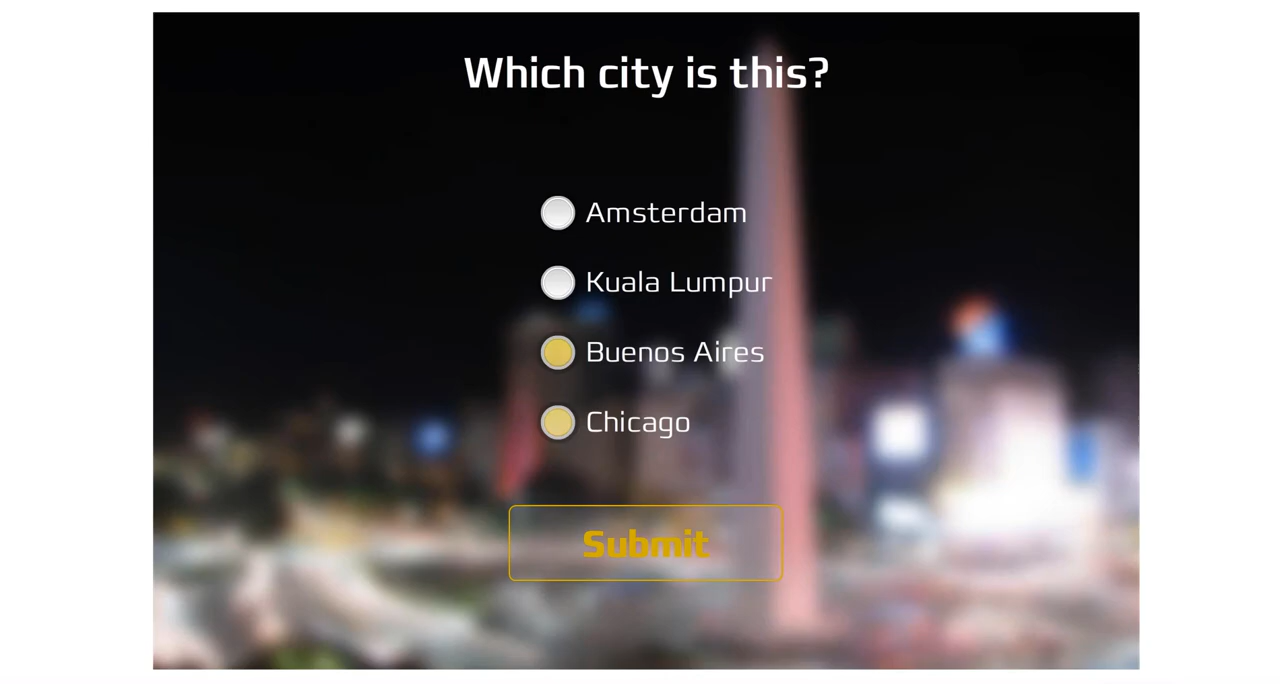 Which city is this?
Amsterdam
Kuala Lumpur
Buenos Aires
Chicago
Submit